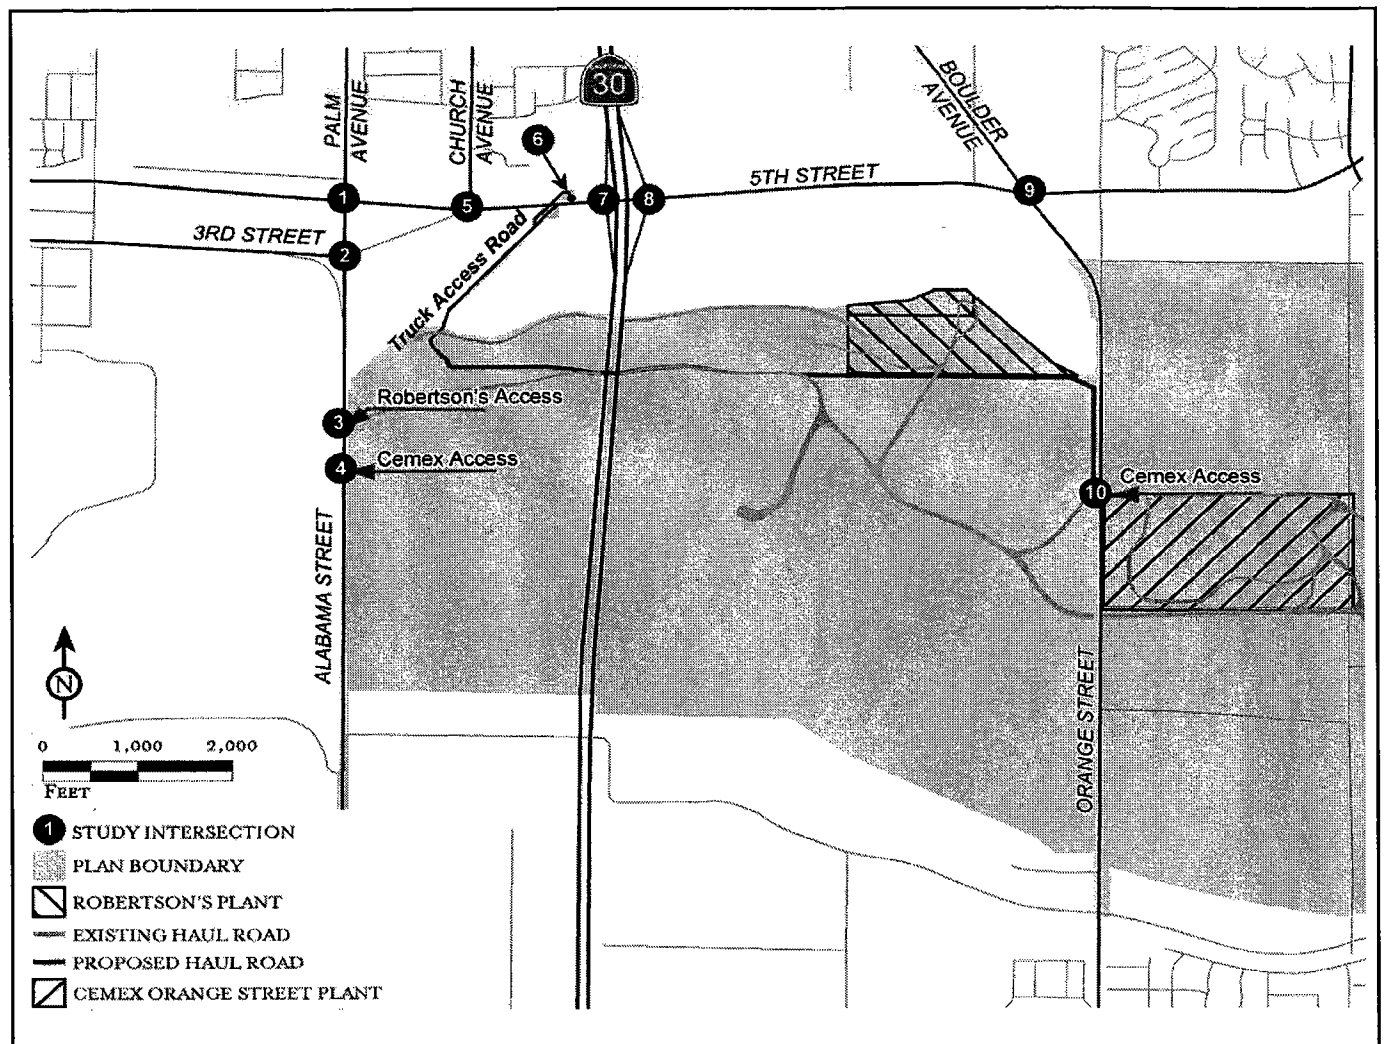 30
PALM
AVENUE
CHURCH
AVENUE
BOULDER
AVENUE
6
5TH STREET
1
5
7
8
9
3RD STREET
2
Truck Access Road
Robertson's Access
3
Cemex Access
4
Cemex Access
10
ALABAMA STREET
ORANGE STREET
N
0 1,000 2,000
FEET
1 STUDY INTERSECTION
PLAN BOUNDARY
ROBERTSON'S PLANT
EXISTING HAUL ROAD
PROPOSED HAUL ROAD
CEMEX ORANGE STREET PLANT